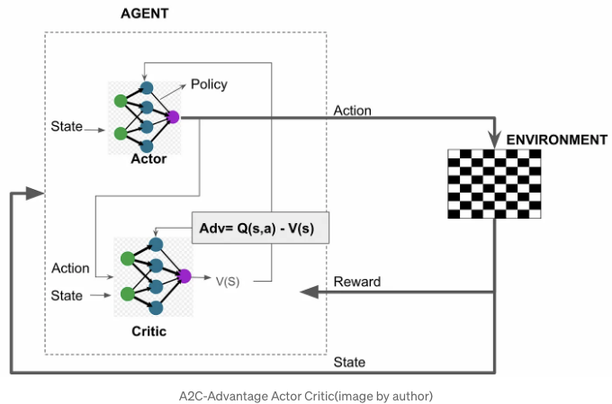 AGENT
Policy
State
Action
ENVIRONMENT
Actor
Adv= Q(s,a) - V(s)
Action
V(S)
State
Reward
Critic
State
A2C-Advantage Actor Critic(image by author)